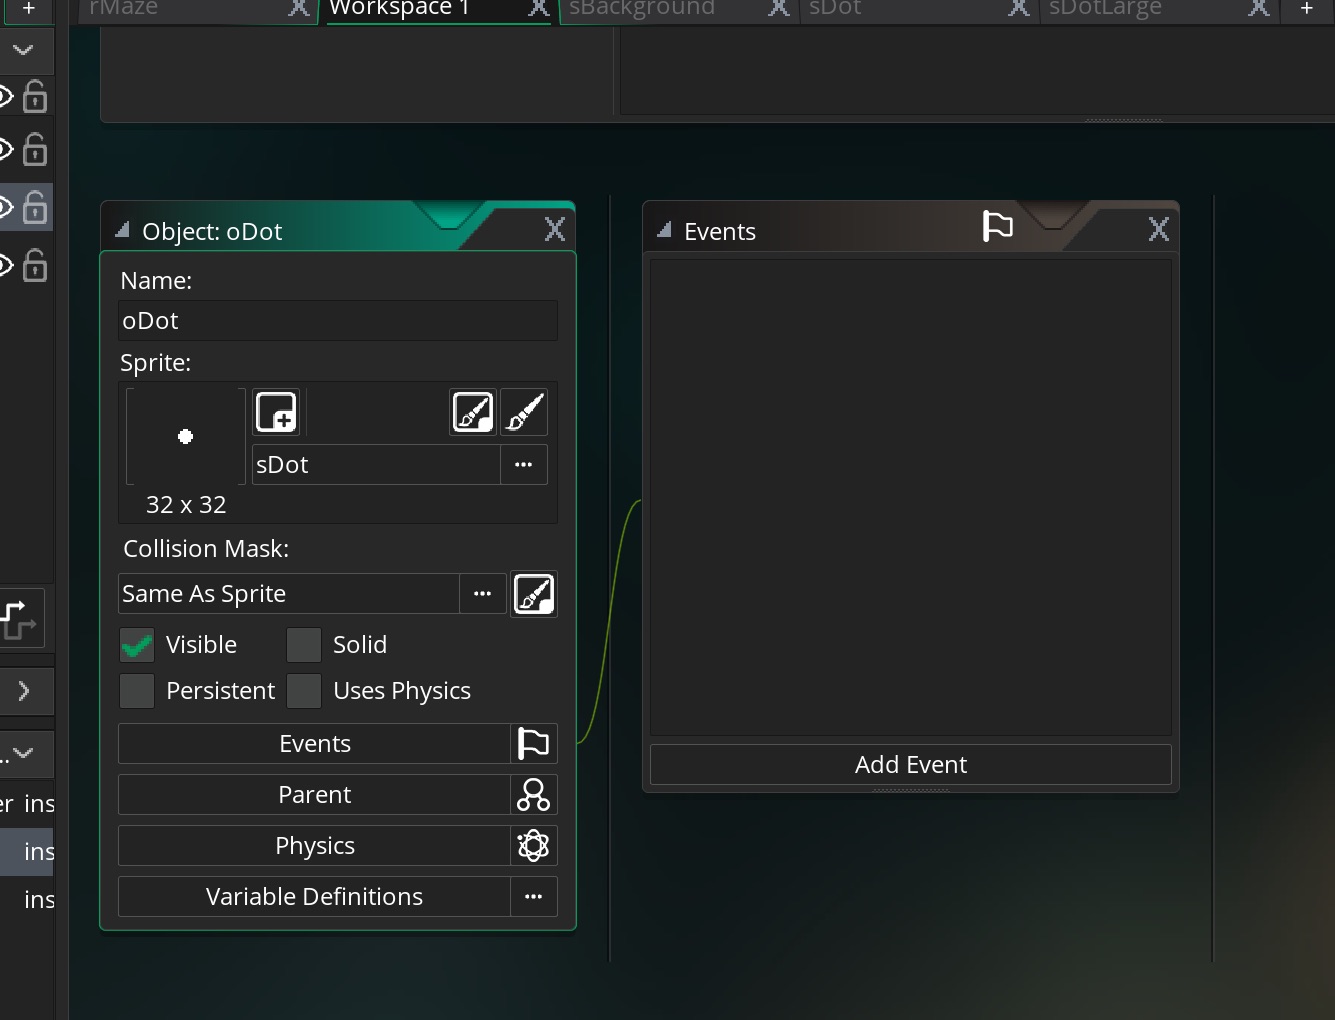 +
rMaze
Workspace 1
sBackground
sDot
sDotLarge
+
Object: oDot
Events
Name:
oDot
Sprite:
sDot
...
32 x 32
Collision Mask:
Same As Sprite
...
Visible
Solid
Persistent
Uses Physics
Events
Parent
Physics
Variable Definitions
...
Add Event
..
er ins
ins
ins